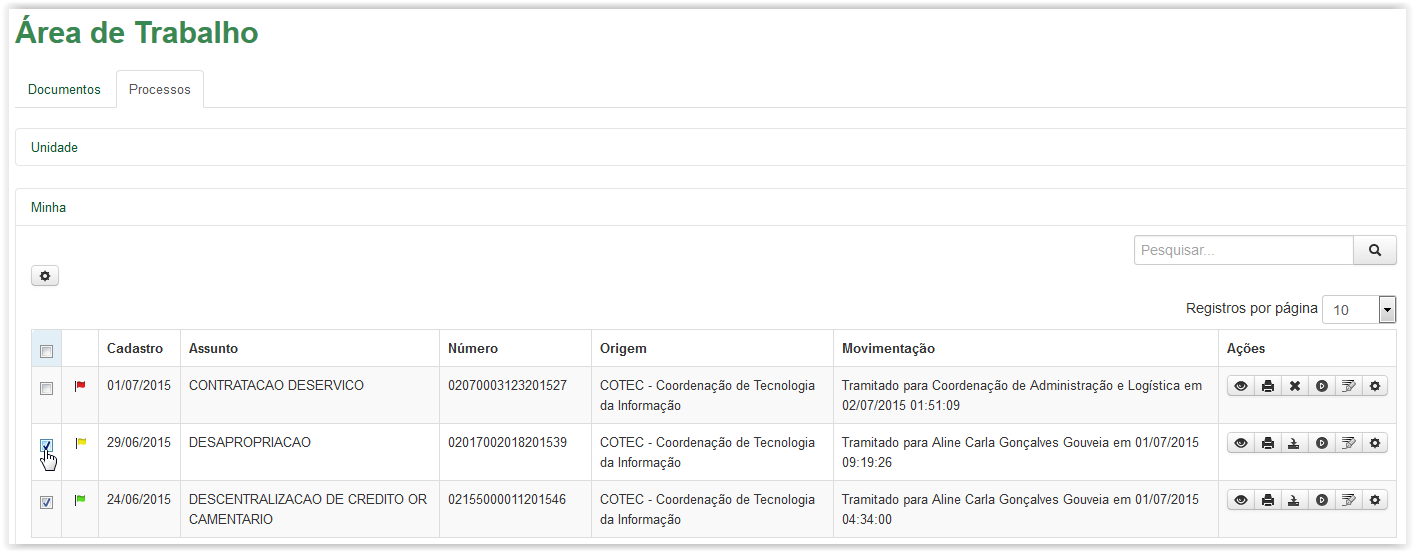 Área de Trabalho
Documentos Processos
Unidade
Minha
Pesquisar...
Registros por página 10
Cadastro Assunto Número Origem Movimentação Ações
01/07/2015 CONTRATACAO DESERVICO 02070003123201527 COTEC - Coordenação de Tecnologia Tramitado para Coordenação de Administração e Logística em
da Informação 02/07/2015 01:51:09
29/06/2015 DESAPROPRIACAO 02017002018201539 COTEC - Coordenação de Tecnologia Tramitado para Aline Carla Gonçalves Gouveia em 01/07/2015
da Informação 09:19:26
24/06/2015 DESCENTRALIZACAO DE CREDITO OR 02155000011201546 COTEC - Coordenação de Tecnologia Tramitado para Aline Carla Gonçalves Gouveia em 01/07/2015
CAMENTARIO da Informação 04:34:00